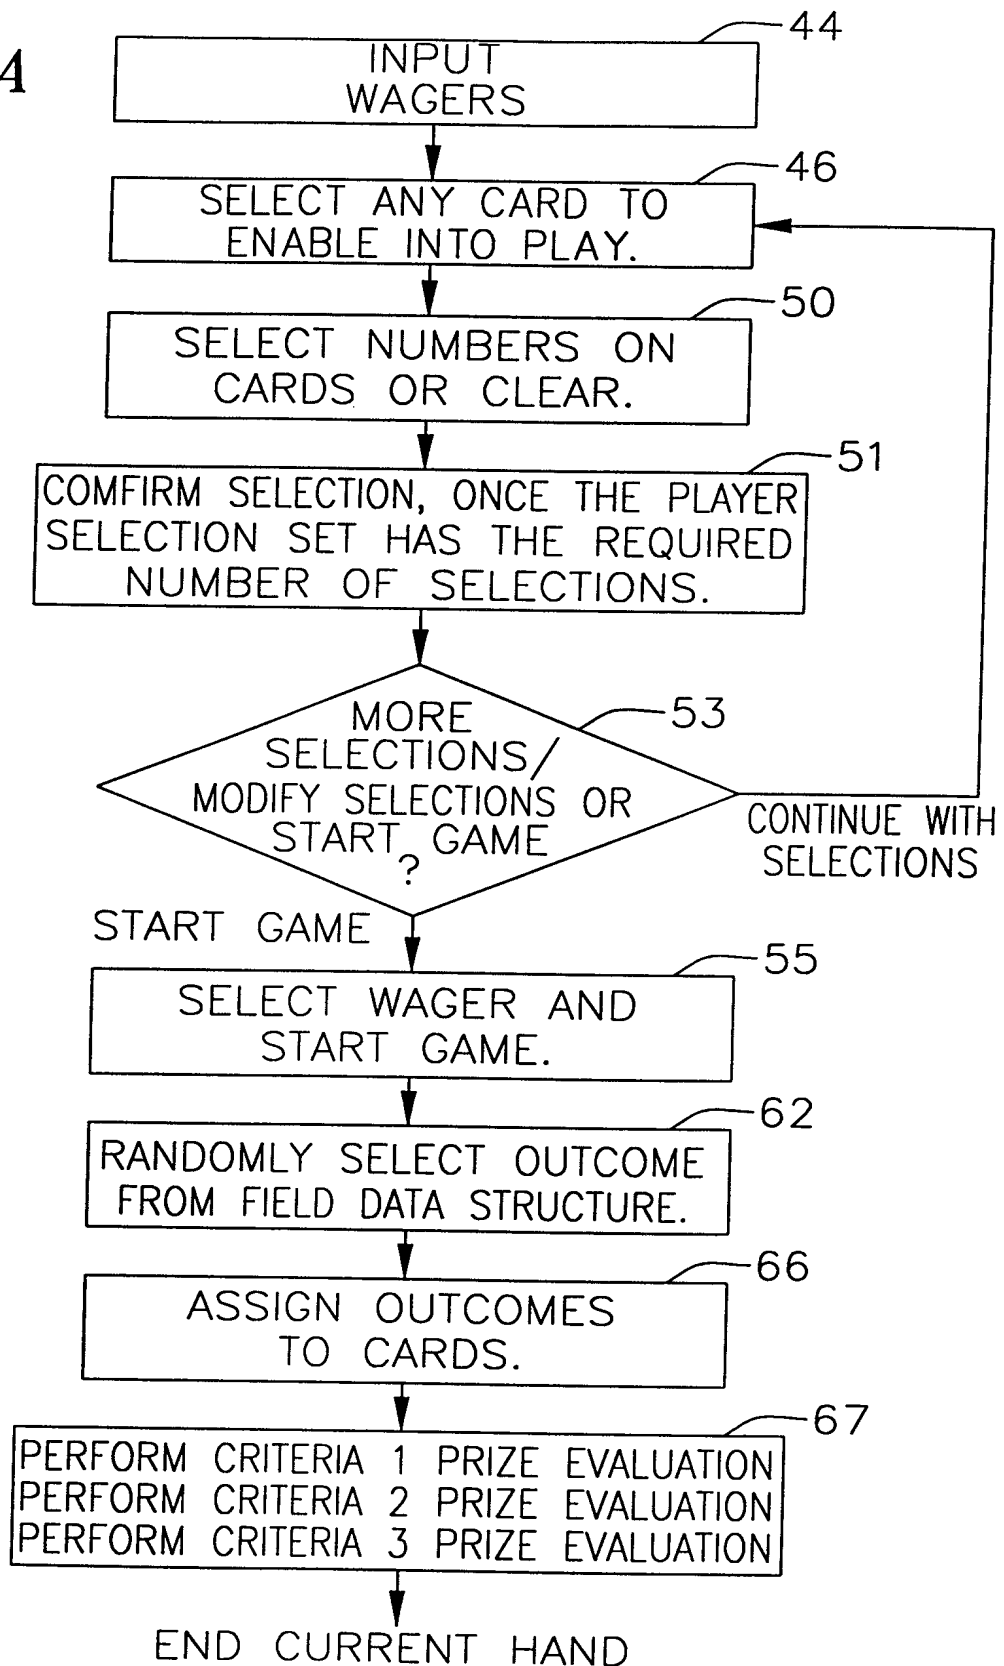 A
44
INPUT
WAGERS
46
SELECT ANY CARD TO
ENABLE INTO PLAY.
50
SELECT NUMBERS ON
CARDS OR CLEAR.
51
COMFIRM SELECTION, ONCE THE PLAYER
SELECTION SET HAS THE REQUIRED
NUMBER OF SELECTIONS.
53
MORE
SELECTIONS/
MODIFY SELECTIONS OR
START GAME
?
CONTINUE WITH
SELECTIONS
START GAME
55
SELECT WAGER AND
START GAME.
62
RANDOMLY SELECT OUTCOME
FROM FIELD DATA STRUCTURE.
66
ASSIGN OUTCOMES
TO CARDS.
67
PERFORM CRITERIA 1 PRIZE EVALUATION
PERFORM CRITERIA 2 PRIZE EVALUATION
PERFORM CRITERIA 3 PRIZE EVALUATION
END CURRENT HAND